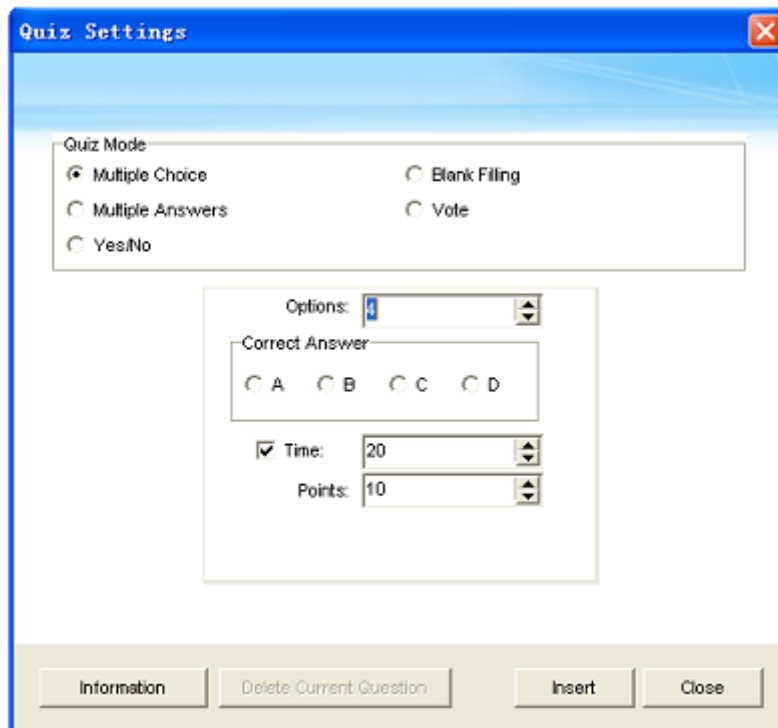 Quiz Settings
Quiz Mode
Multiple Choice
Blank Filling
Multiple Answers
Vote
Yes/No
Options: 4
Correct Answer
A B C D
Time: 20
Points: 10
Information Delete Current Question Insert Close